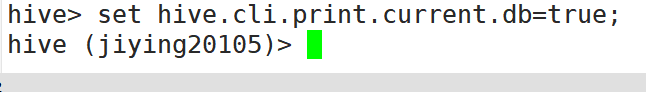 hive> set hive.cli.print.current.db=true;
hive (jiying20105)>